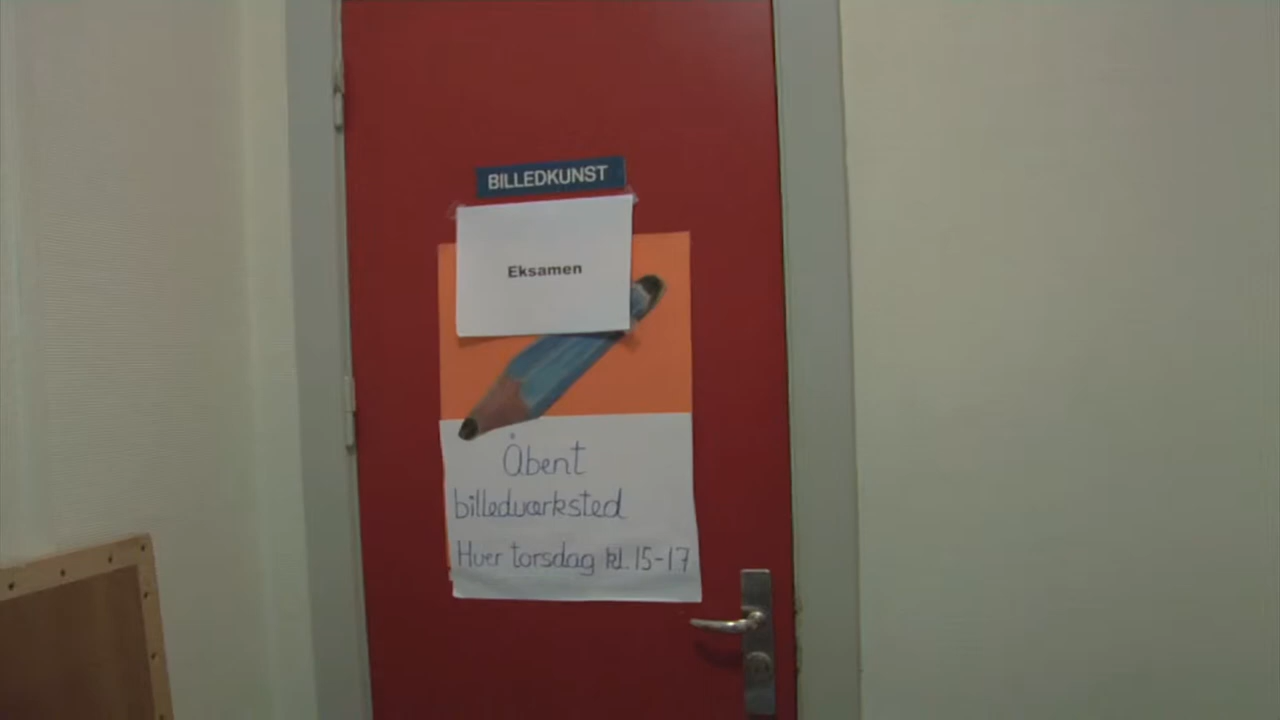 BILLEDKUNST
Eksamen
Åbent
billedværksted
Hver torsdag kl. 15-17